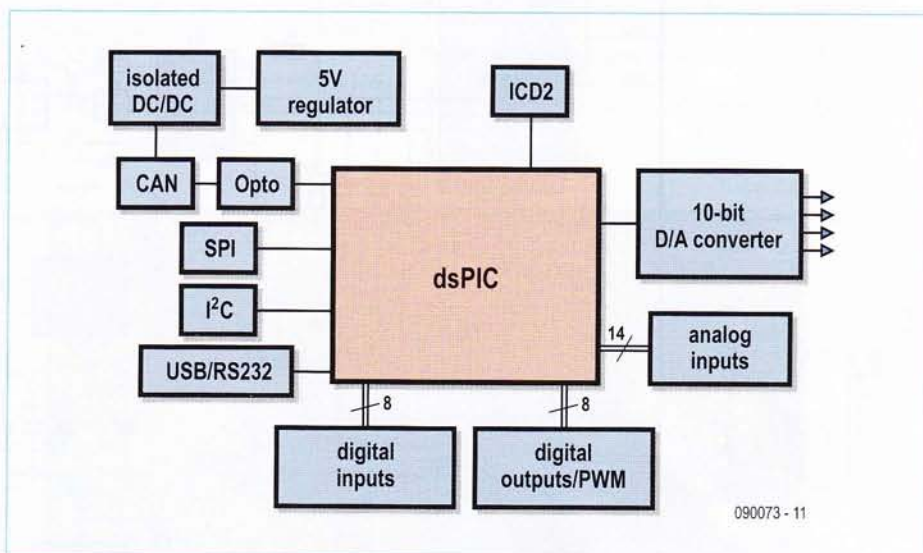 isolated
DC/DC
5V
regulator
ICD2
CAN
Opto
10-bit
D/A converter
SPI
dsPIC
I²C
14
analog
inputs
USB/RS232
8
8
digital
inputs
digital
outputs/PWM
090073 - 11